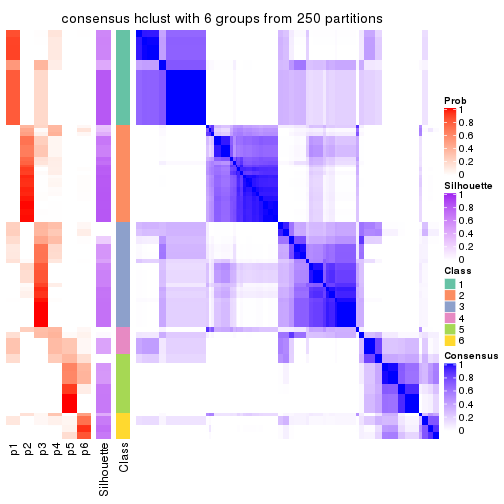 consensus hclust with 6 groups from 250 partitions
Prob
1
0.8
0.6
0.4
0.2
0
Silhouette
1
0.8
0.6
0.4
0.2
0
Class
1
2
3
4
5
6
Consensus
1
0.8
0.6
0.4
0.2
0
p1
p2
p3
p4
p5
p6
Silhouette
Class